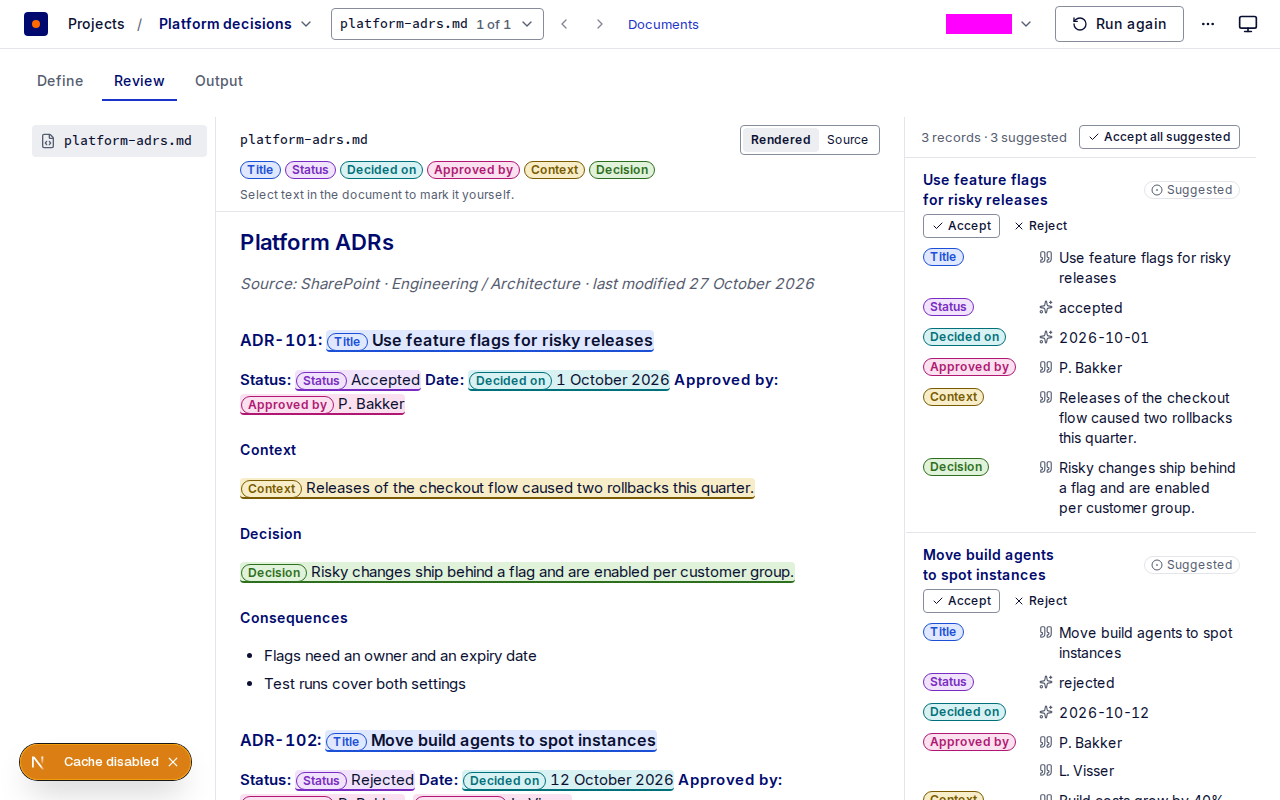 Projects / Platform decisions platform-adrs.md 1 of 1 Documents Run again
Define Review Output
platform-adrs.md
platform-adrs.md Rendered Source
Title Status Decided on Approved by Context Decision
Select text in the document to mark it yourself.
Platform ADRs
Source: SharePoint · Engineering / Architecture · last modified 27 October 2026
ADR-101: Title Use feature flags for risky releases
Status: Status Accepted Date: Decided on 1 October 2026 Approved by:
Approved by P. Bakker
Context
Context Releases of the checkout flow caused two rollbacks this quarter.
Decision
Decision Risky changes ship behind a flag and are enabled per customer group.
Consequences
Flags need an owner and an expiry date
Test runs cover both settings
ADR-102: Title Move build agents to spot instances
Status: Status Rejected Date: Decided on 12 October 2026 Approved by:
3 records · 3 suggested Accept all suggested
Use feature flags
for risky releases
Suggested
Accept Reject
Title Use feature flags for risky
releases
Status accepted
Decided on 2026-10-01
Approved by P. Bakker
Context Releases of the checkout
flow caused two rollbacks
this quarter.
Decision Risky changes ship behind
a flag and are enabled
per customer group.
Move build agents
to spot instances
Suggested
Accept Reject
Title Move build agents to spot
instances
Status rejected
Decided on 2026-10-12
Approved by P. Bakker
L. Visser
Context Build costs grow by 40%
Cache disabled